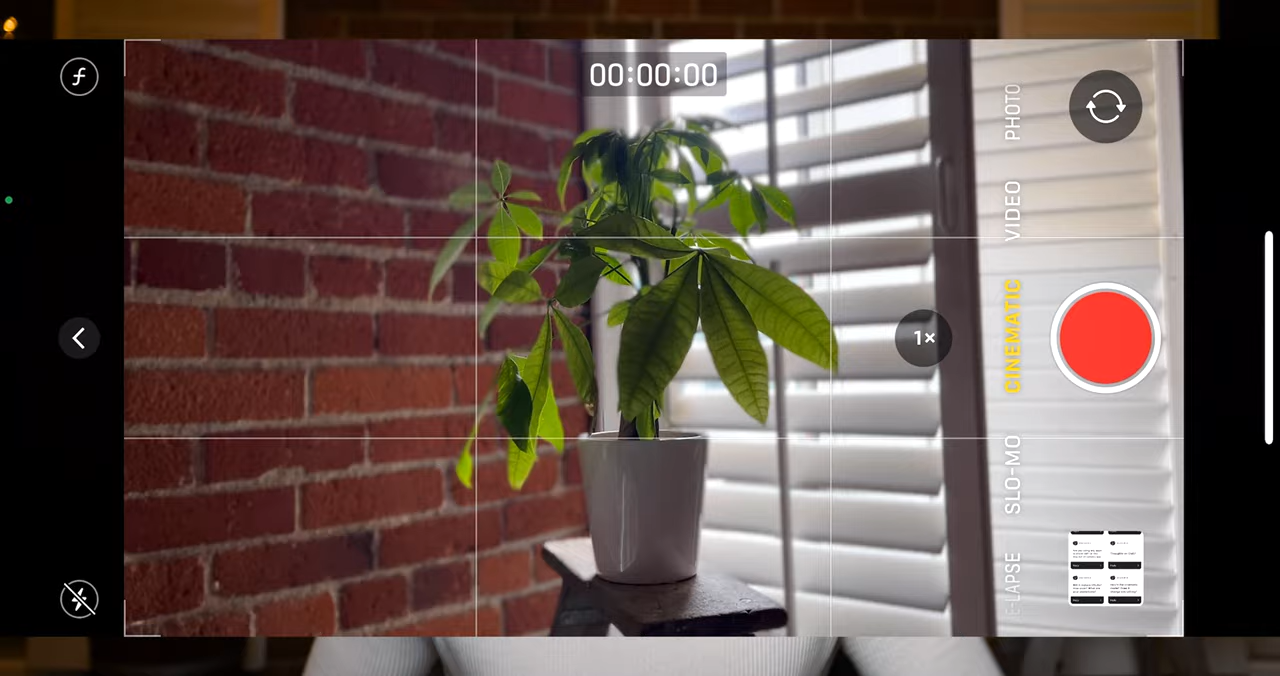 f
00:00:00
PHOTO
VIDEO
CINEMATIC
1×
SLO-MO
E-LAPSE